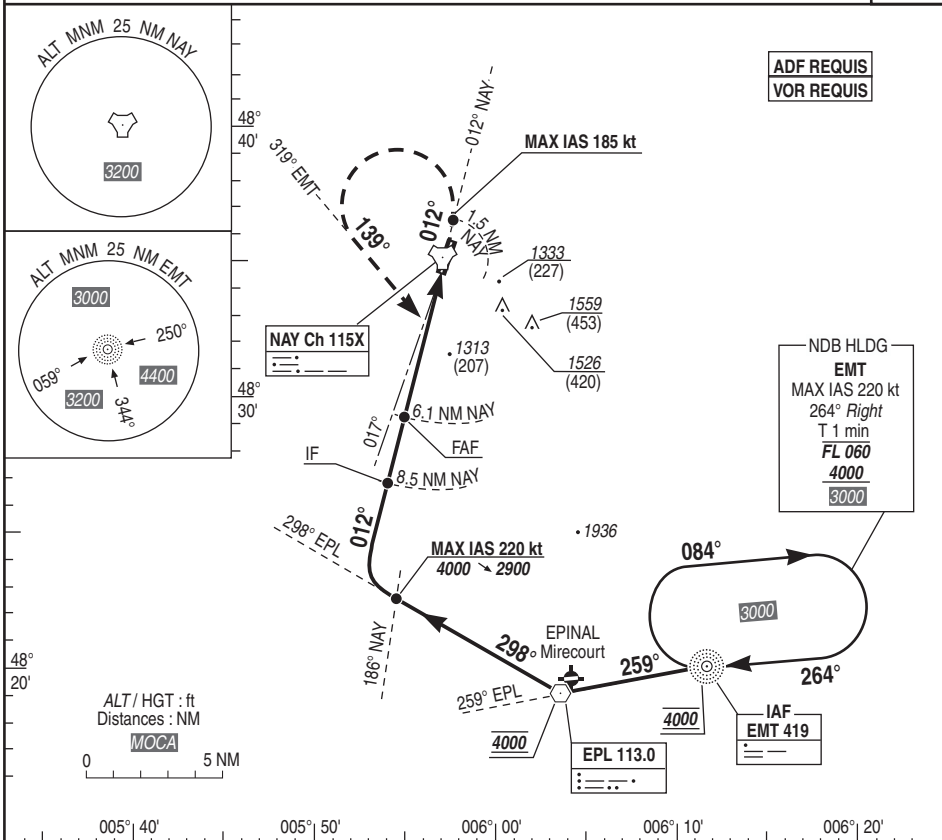 ALT MNM 25 NM NAY
3200
ALT MNM 25 NM EMT
3000
250°
059°
4400
3200
344°
48°
40'
48°
30'
48°
20'
ADF REQUIS
VOR REQUIS
012° NAY
MAX IAS 185 kt
319° EMT
139°
012°
1.5 NM
NAY
1333
(227)
1559
(453)
1526
(420)
NAY Ch 115X
1313
(207)
017°
6.1 NM NAY
FAF
IF
8.5 NM NAY
012°
298° EPL
MAX IAS 220 kt
4000 ↘ 2900
1936
186° NAY
NDB HLDG
EMT
MAX IAS 220 kt
264° Right
T 1 min
FL 060
4000
3000
084°
3000
264°
EPINAL
Mirecourt
298°
259°
259° EPL
4000
4000
IAF
EMT 419
EPL 113.0
ALT / HGT : ft
Distances : NM
MOCA
0 5 NM
005° 40' 005° 50' 006° 00' 006° 10' 006° 20'